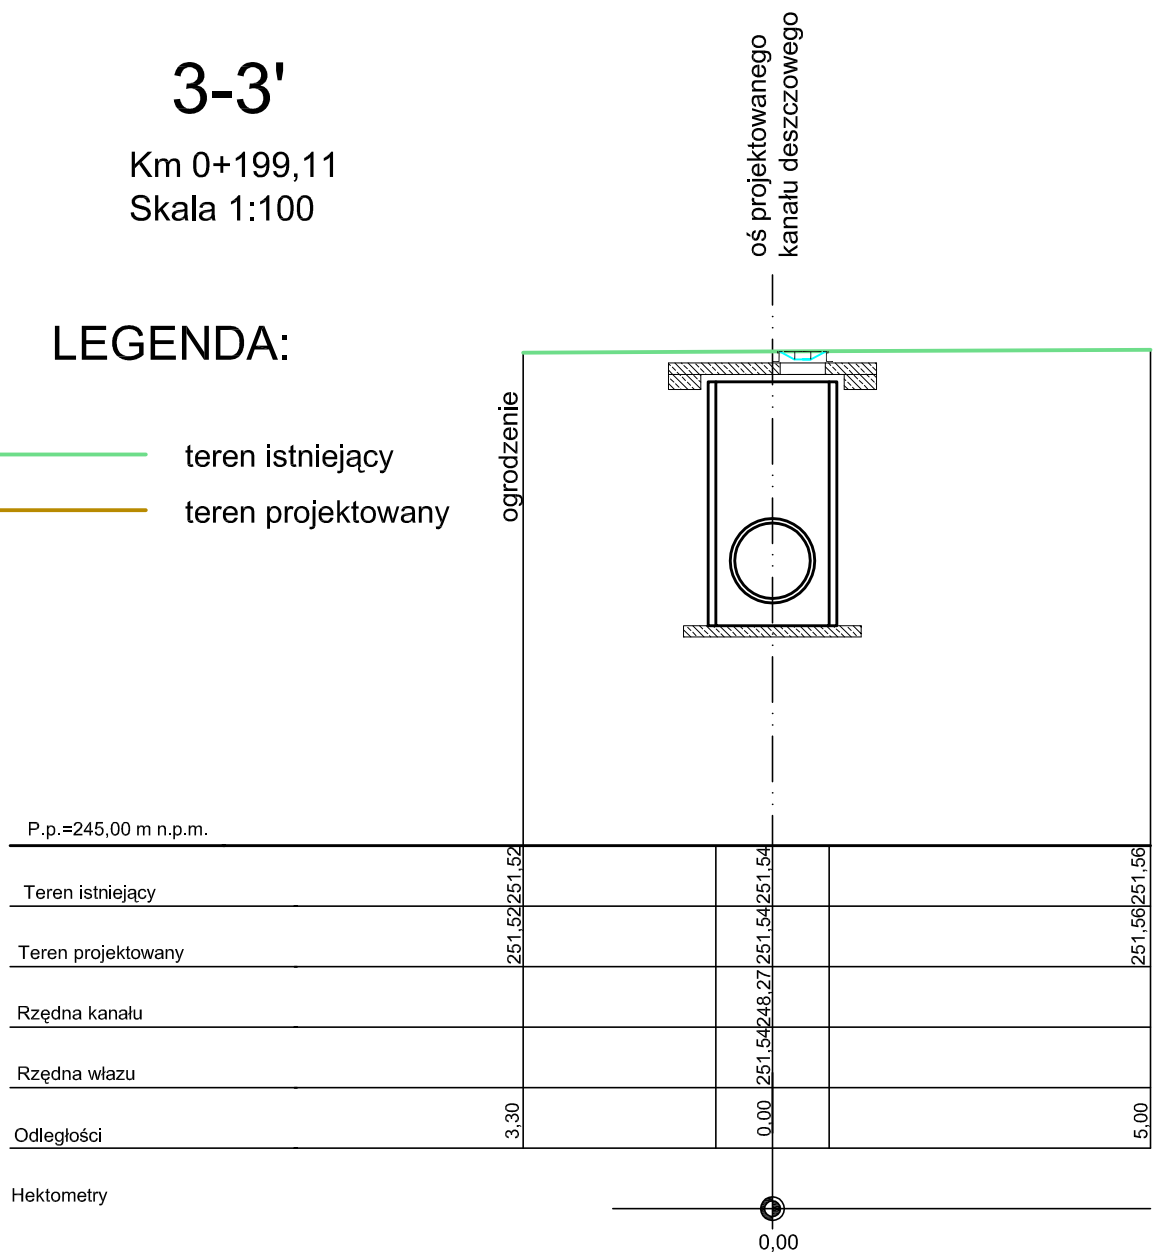 3-3'
Km 0+199,11
Skala 1:100
oś projektowanego
kanału deszczowego
LEGENDA:
teren istniejący
teren projektowany
ogrodzenie
P.p.=245,00 m n.p.m.
Teren istniejący 251,52 251,54 251,56
Teren projektowany 251,52 251,54 251,56
Rzędna kanału 248,27
Rzędna włazu 251,54
Odległości 3,30 0,00 5,00
Hektometry
0,00